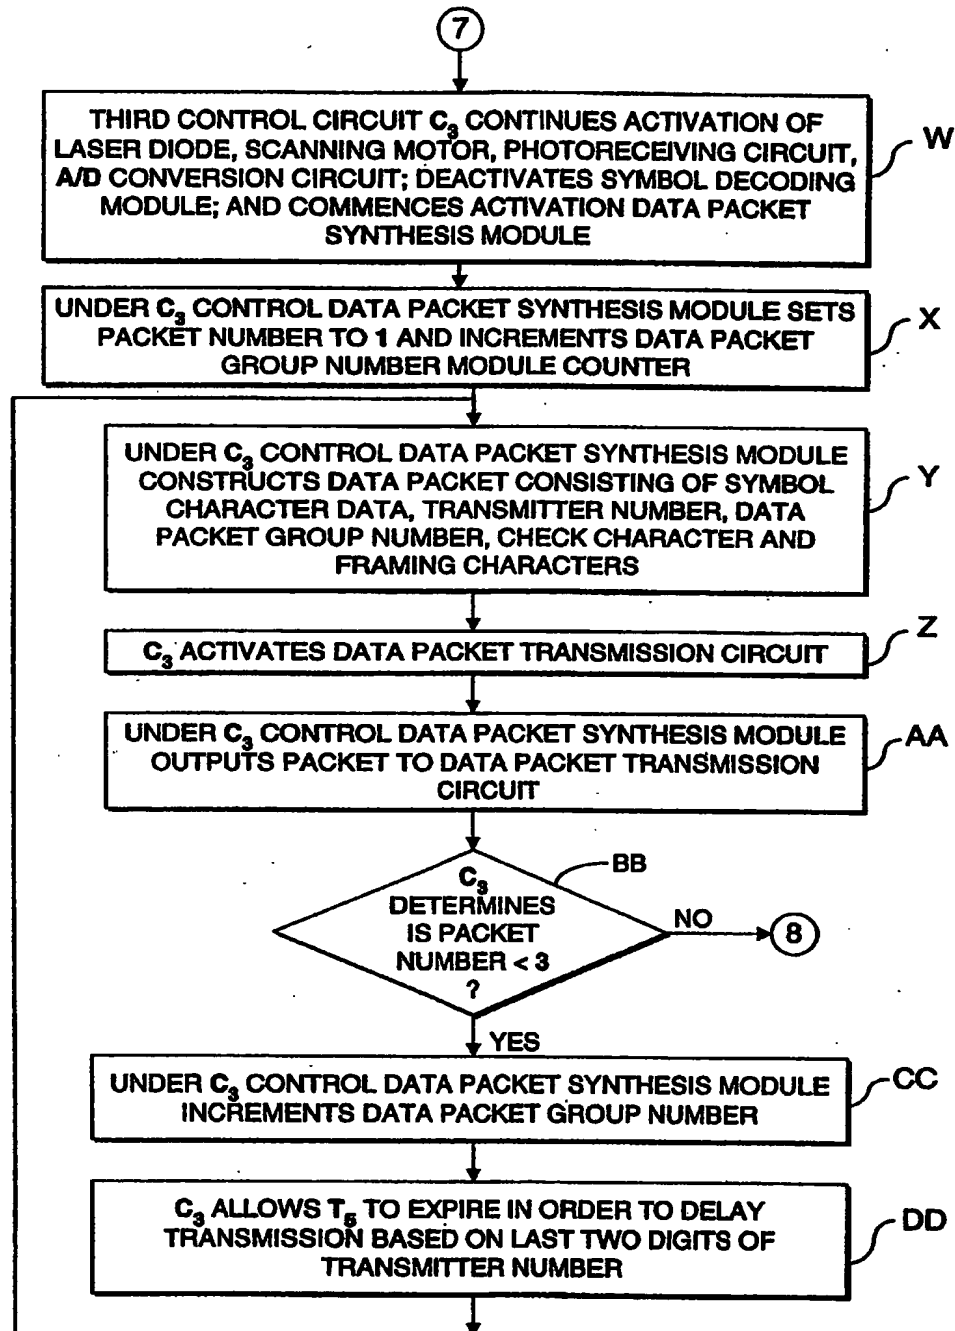 7
THIRD CONTROL CIRCUIT C₃ CONTINUES ACTIVATION OF
LASER DIODE, SCANNING MOTOR, PHOTORECEIVING CIRCUIT,
A/D CONVERSION CIRCUIT; DEACTIVATES SYMBOL DECODING
MODULE; AND COMMENCES ACTIVATION DATA PACKET
SYNTHESIS MODULE
W
UNDER C₃ CONTROL DATA PACKET SYNTHESIS MODULE SETS
PACKET NUMBER TO 1 AND INCREMENTS DATA PACKET
GROUP NUMBER MODULE COUNTER
X
UNDER C₃ CONTROL DATA PACKET SYNTHESIS MODULE
CONSTRUCTS DATA PACKET CONSISTING OF SYMBOL
CHARACTER DATA, TRANSMITTER NUMBER, DATA
PACKET GROUP NUMBER, CHECK CHARACTER AND
FRAMING CHARACTERS
Y
C₃ ACTIVATES DATA PACKET TRANSMISSION CIRCUIT
Z
UNDER C₃ CONTROL DATA PACKET SYNTHESIS MODULE
OUTPUTS PACKET TO DATA PACKET TRANSMISSION
CIRCUIT
AA
C₃
DETERMINES
IS PACKET
NUMBER < 3
?
BB
NO
8
YES
UNDER C₃ CONTROL DATA PACKET SYNTHESIS MODULE
INCREMENTS DATA PACKET GROUP NUMBER
CC
C₃ ALLOWS T₅ TO EXPIRE IN ORDER TO DELAY
TRANSMISSION BASED ON LAST TWO DIGITS OF
TRANSMITTER NUMBER
DD